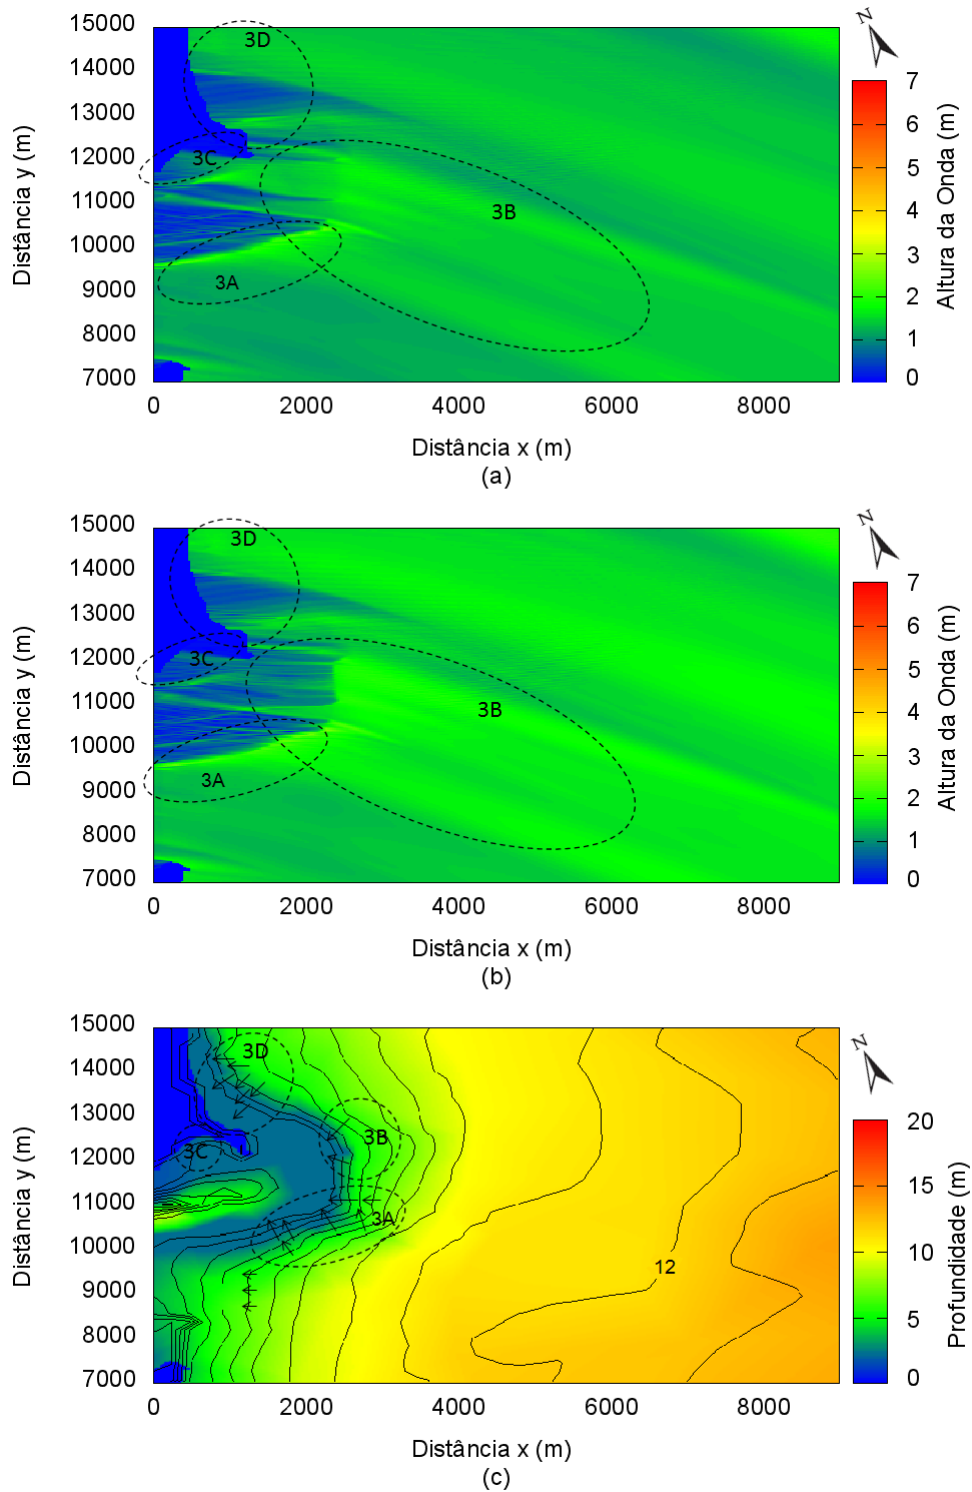 15000
14000
13000
12000
11000
10000
9000
8000
7000
Distância y (m)
3D
3C
3B
3A
0 2000 4000 6000 8000
Distância x (m)
(a)
N
7
6
5
4
3
2
1
0
Altura da Onda (m)
15000
14000
13000
12000
11000
10000
9000
8000
7000
Distância y (m)
3D
3C
3B
3A
0 2000 4000 6000 8000
Distância x (m)
(b)
N
7
6
5
4
3
2
1
0
Altura da Onda (m)
15000
14000
13000
12000
11000
10000
9000
8000
7000
Distância y (m)
3D
3B
3C
3A
12
0 2000 4000 6000 8000
Distância x (m)
(c)
N
20
15
10
5
0
Profundidade (m)